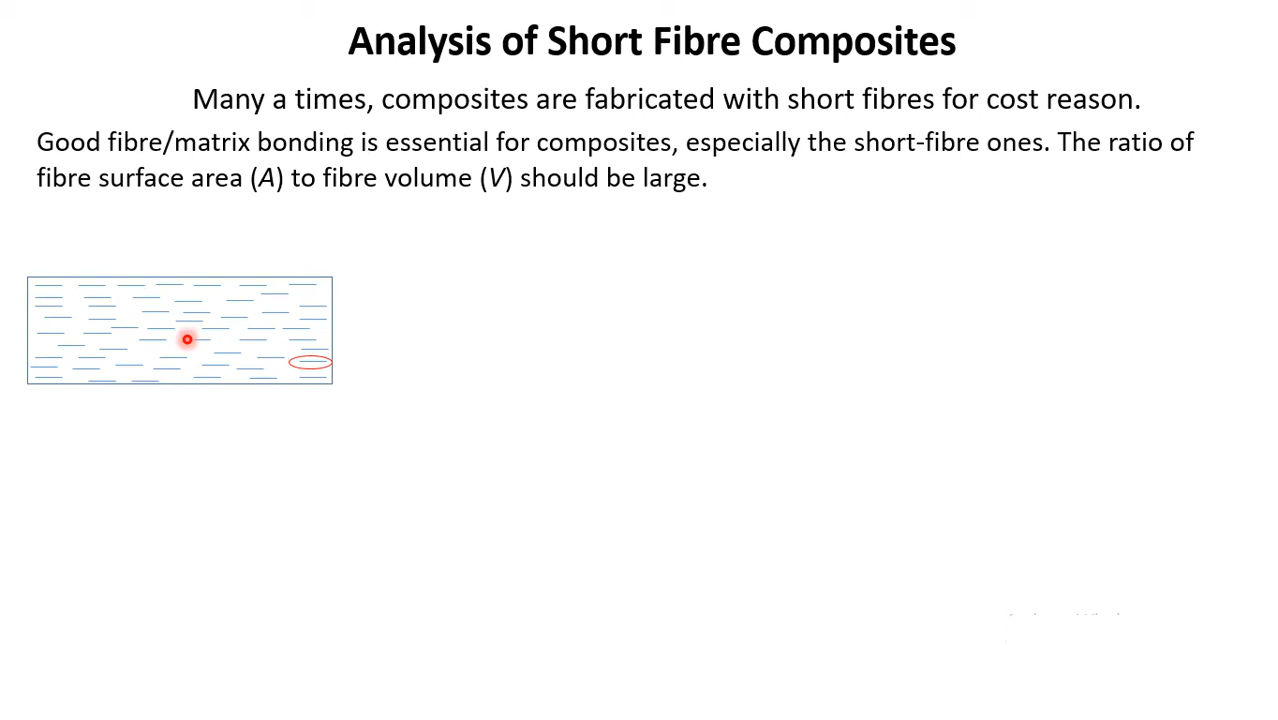 Analysis of Short Fibre Composites
Many a times, composites are fabricated with short fibres for cost reason.
Good fibre/matrix bonding is essential for composites, especially the short-fibre ones. The ratio of
fibre surface area (A) to fibre volume (V) should be large.